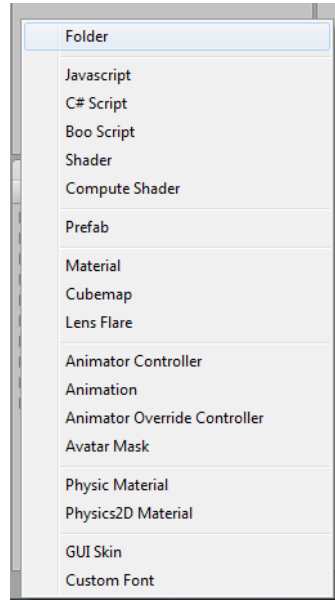 Folder
Javascript
C# Script
Boo Script
Shader
Compute Shader
Prefab
Material
Cubemap
Lens Flare
Animator Controller
Animation
Animator Override Controller
Avatar Mask
Physic Material
Physics2D Material
GUI Skin
Custom Font